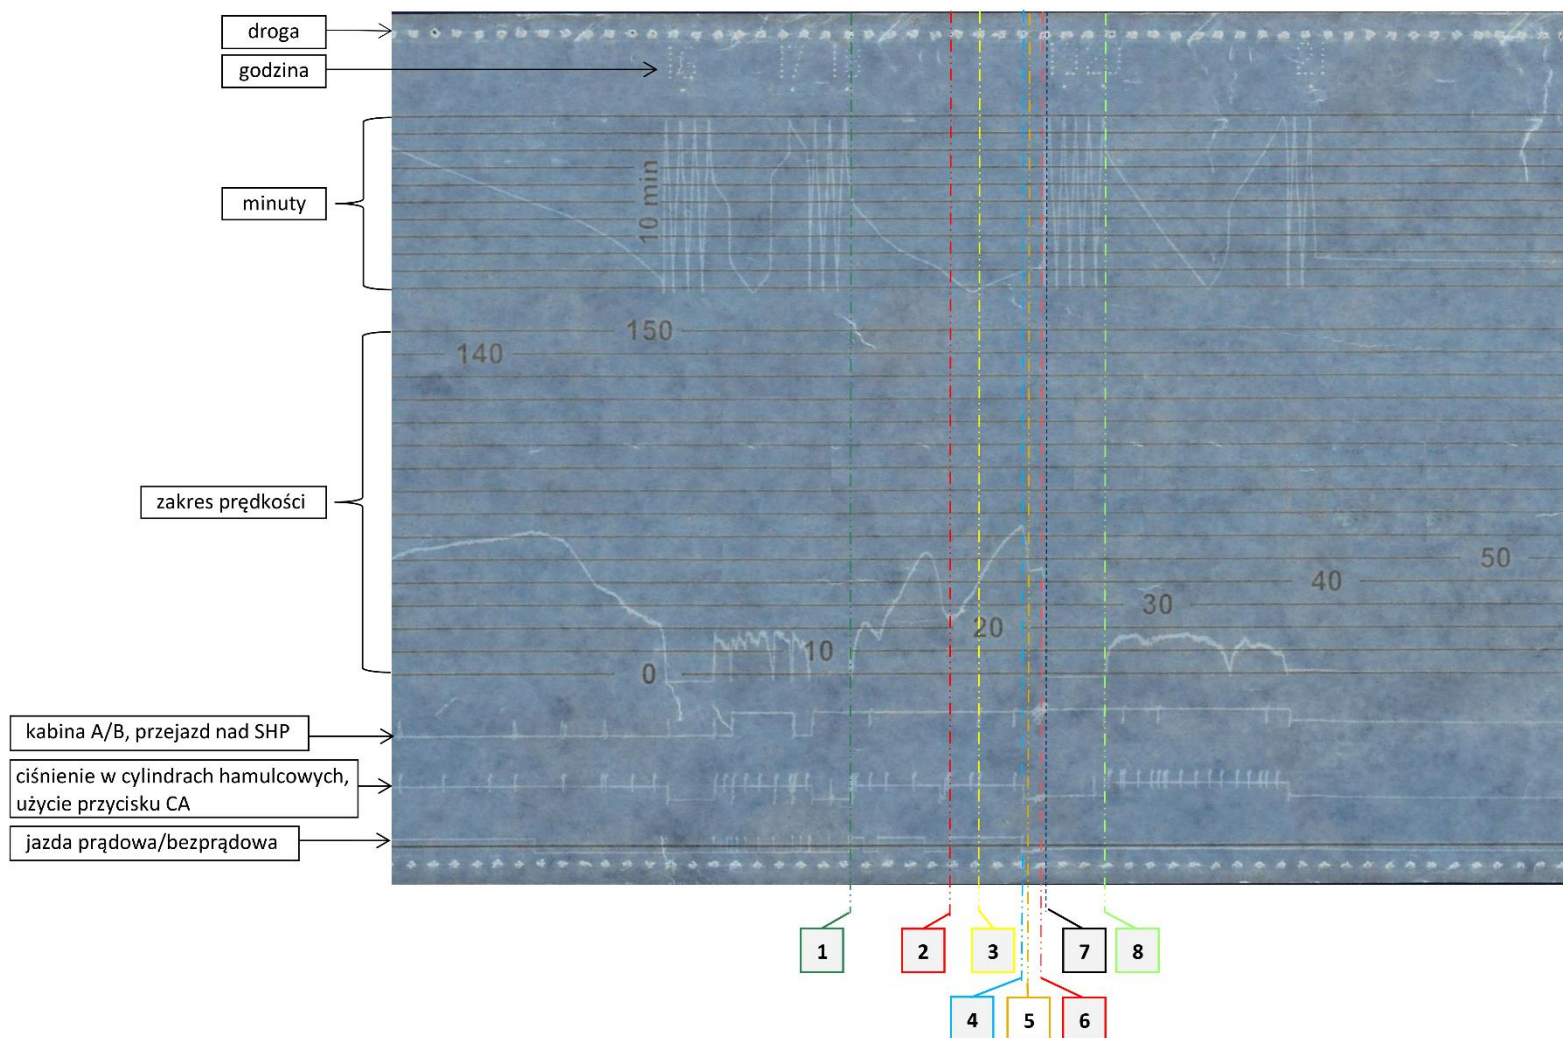 droga
godzina
minuty
10 min
150
140
zakres prędkości
50
40
30
20
10
0
kabina A/B, przejazd nad SHP
ciśnienie w cylindrach hamulcowych,
użycie przycisku CA
jazda prądowa/bezprądowa
1
2
3
7
8
4
5
6